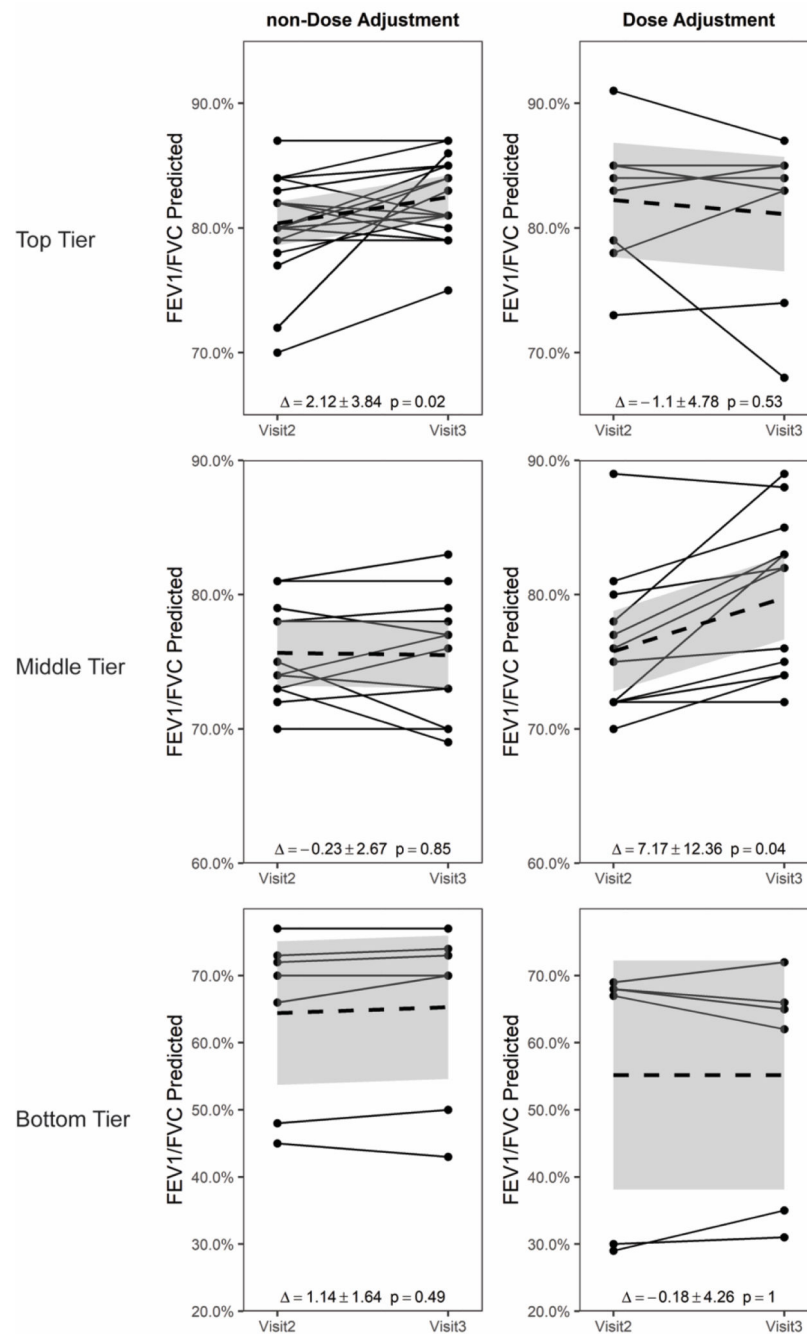 non-Dose Adjustment
Dose Adjustment
Top Tier
FEV1/FVC Predicted
90.0%
80.0%
70.0%
Δ = 2.12 ± 3.84 p = 0.02
Visit2
Visit3
FEV1/FVC Predicted
90.0%
80.0%
70.0%
Δ = −1.1 ± 4.78 p = 0.53
Visit2
Visit3
Middle Tier
FEV1/FVC Predicted
90.0%
80.0%
70.0%
60.0%
Δ = −0.23 ± 2.67 p = 0.85
Visit2
Visit3
FEV1/FVC Predicted
90.0%
80.0%
70.0%
60.0%
Δ = 7.17 ± 12.36 p = 0.04
Visit2
Visit3
Bottom Tier
FEV1/FVC Predicted
70.0%
60.0%
50.0%
40.0%
30.0%
20.0%
Δ = 1.14 ± 1.64 p = 0.49
Visit2
Visit3
FEV1/FVC Predicted
70.0%
60.0%
50.0%
40.0%
30.0%
20.0%
Δ = −0.18 ± 4.26 p = 1
Visit2
Visit3